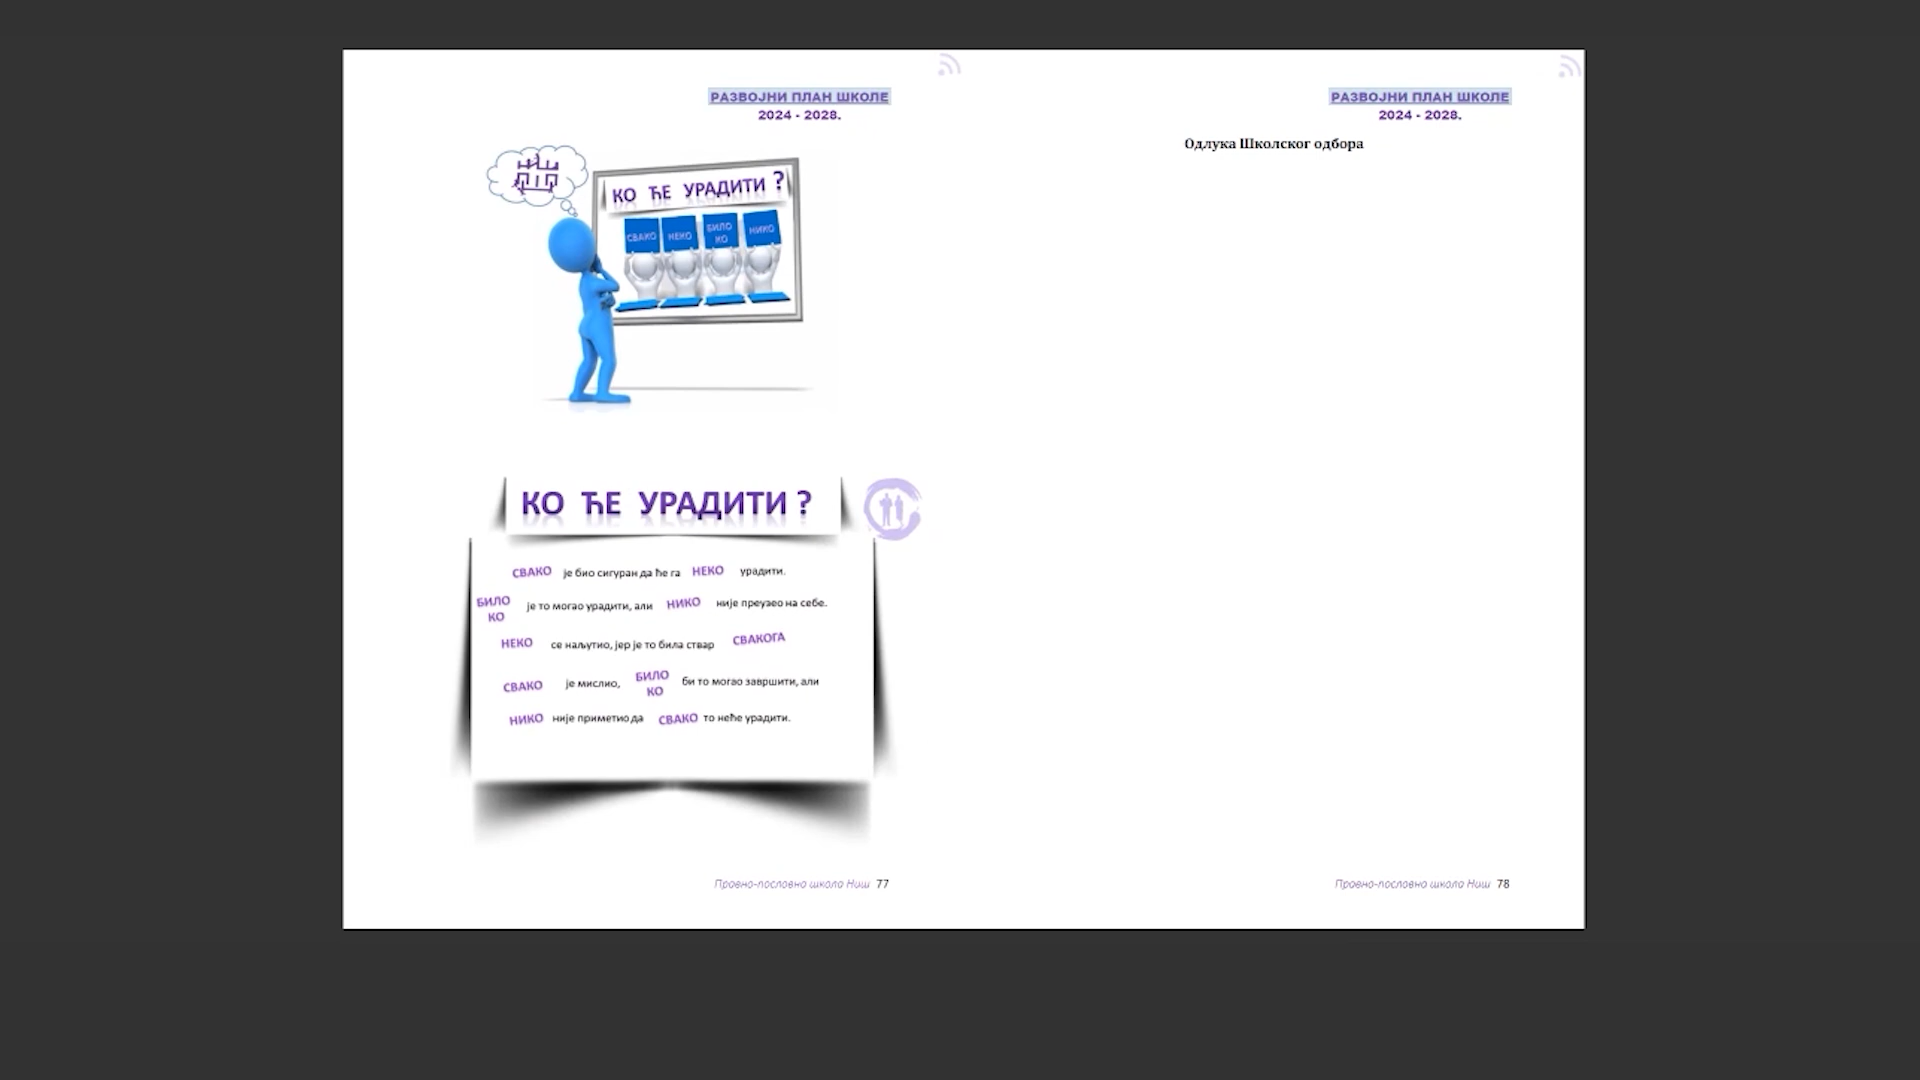 РАЗВОЈНИ ПЛАН ШКОЛЕ
2024 - 2028.
КО ЋЕ УРАДИТИ ?
СВАКО НЕКО БИЛО КО НИКО
КО ЋЕ УРАДИТИ ?
СВАКО је био сигуран да ће га НЕКО урадити.
БИЛО КО је то могао урадити, али НИКО није преузео на себе.
НЕКО се наљутио, јер је то била ствар СВАКОГА
СВАКО је мислио, БИЛО КО би то могао завршити, али
НИКО није приметио да СВАКО то неће урадити.
Правно-пословна школа Ниш 77
РАЗВОЈНИ ПЛАН ШКОЛЕ
2024 - 2028.
Одлука Школског одбора
Правно-пословна школа Ниш 78